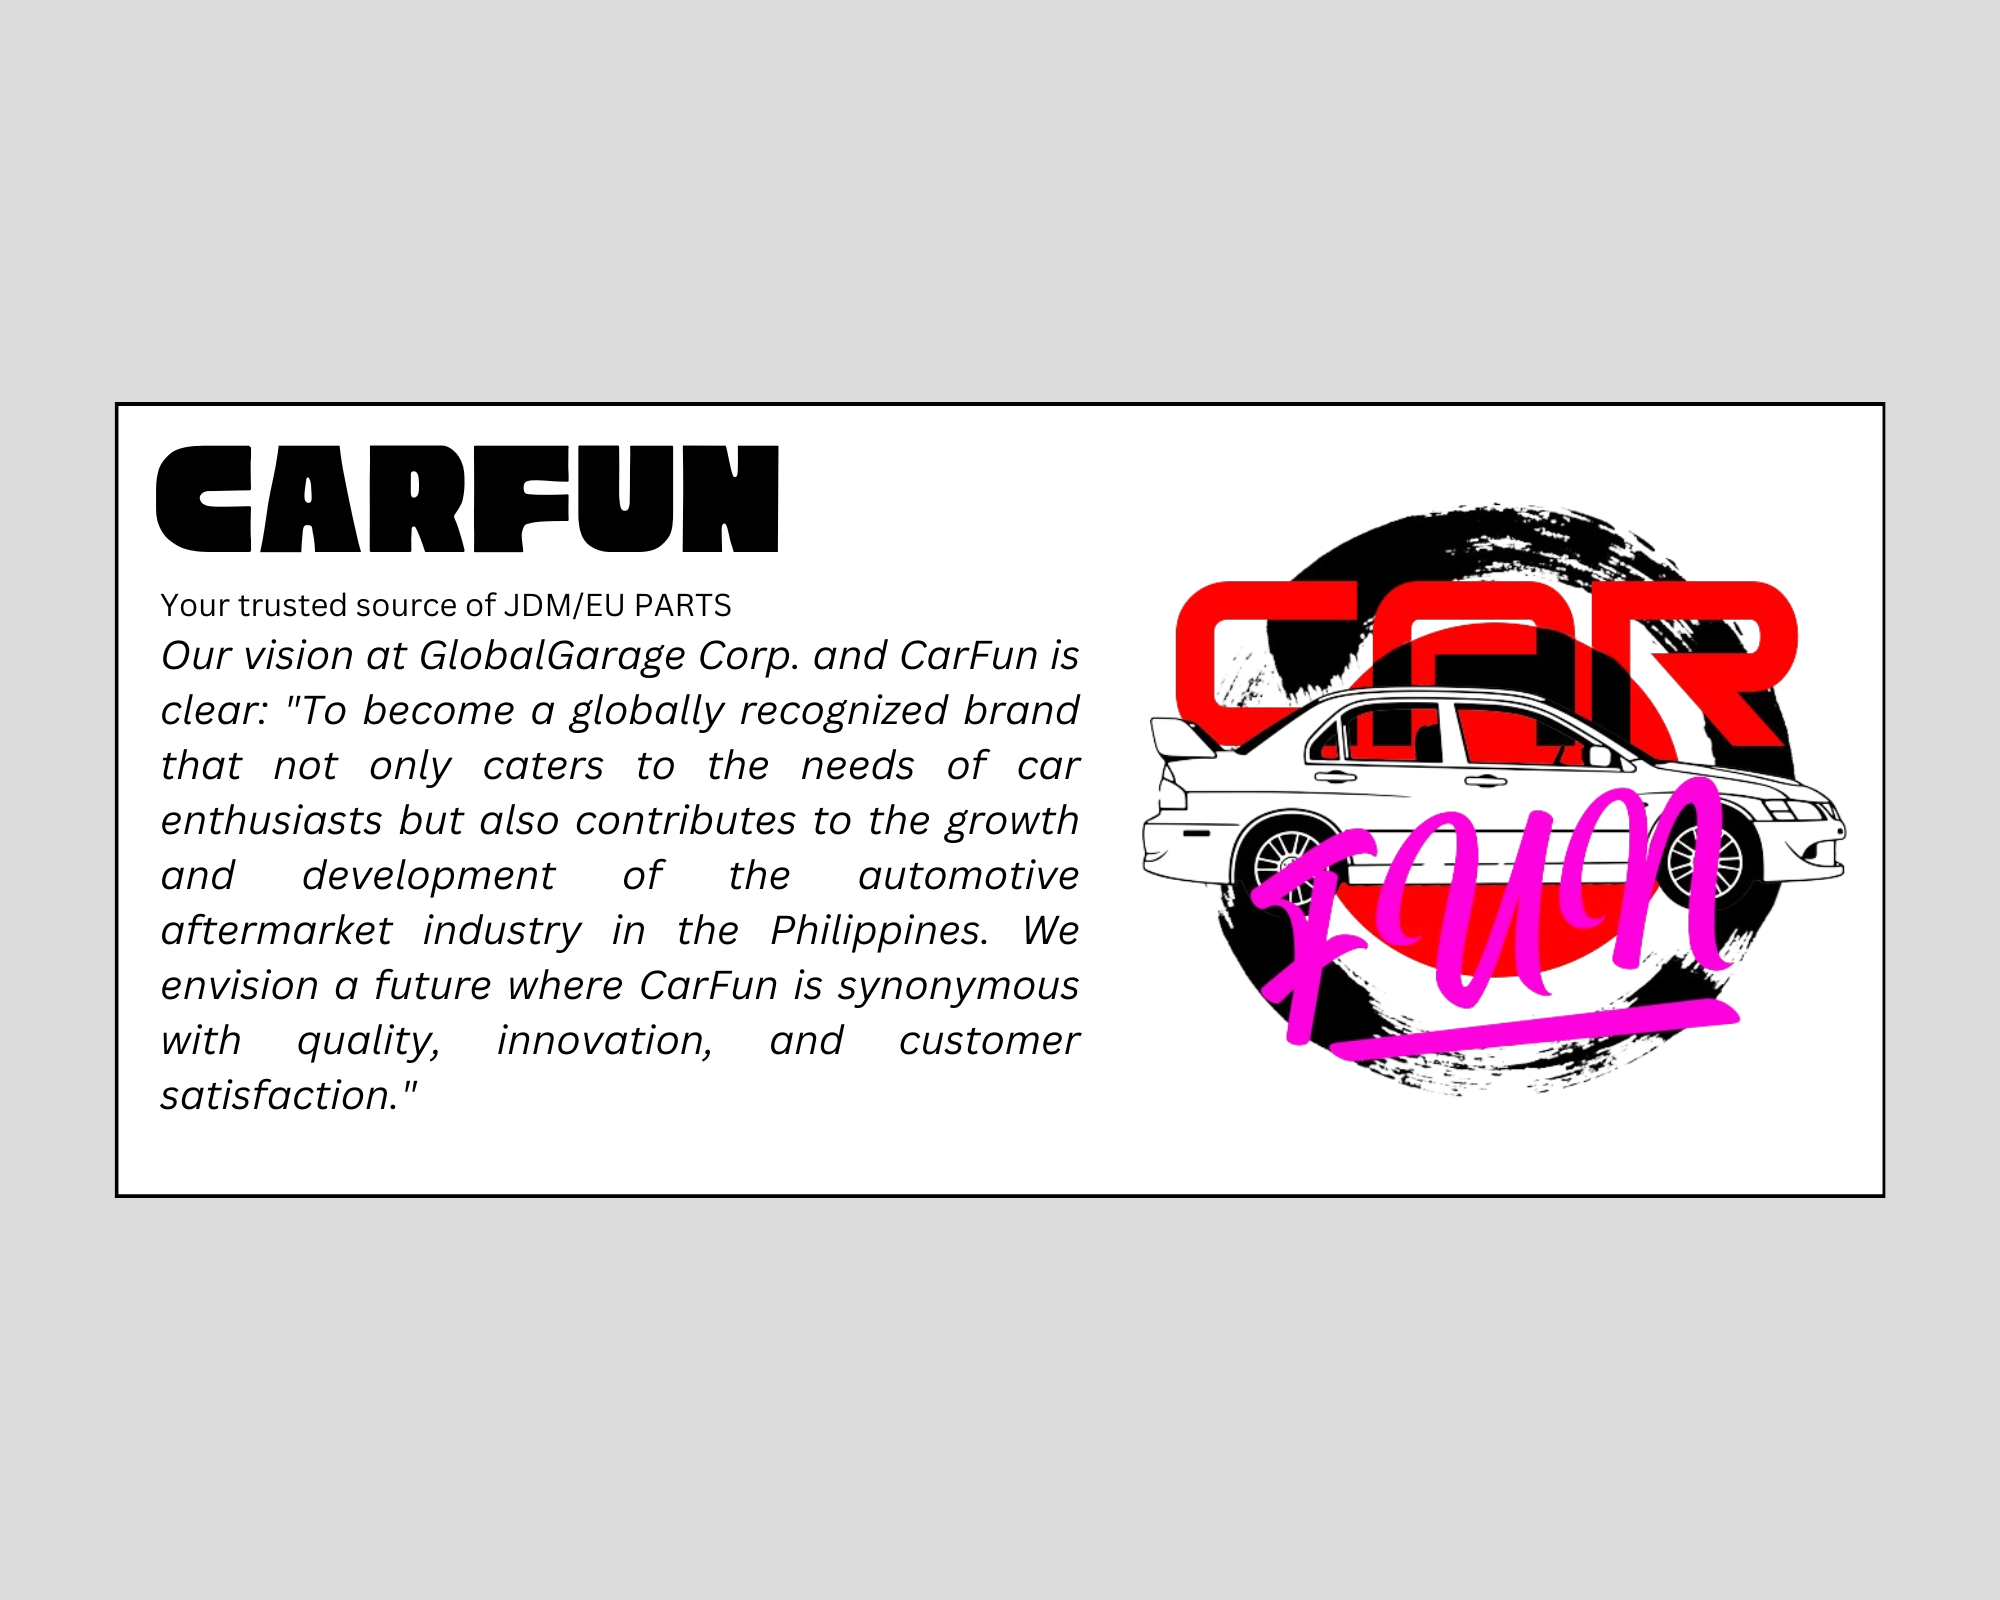 CARFUN
Your trusted source of JDM/EU PARTS
Our vision at GlobalGarage Corp. and CarFun is
clear: "To become a globally recognized brand
that not only caters to the needs of car
enthusiasts but also contributes to the growth
and development of the automotive
aftermarket industry in the Philippines. We
envision a future where CarFun is synonymous
with quality, innovation, and customer
satisfaction."
CAR
FUN